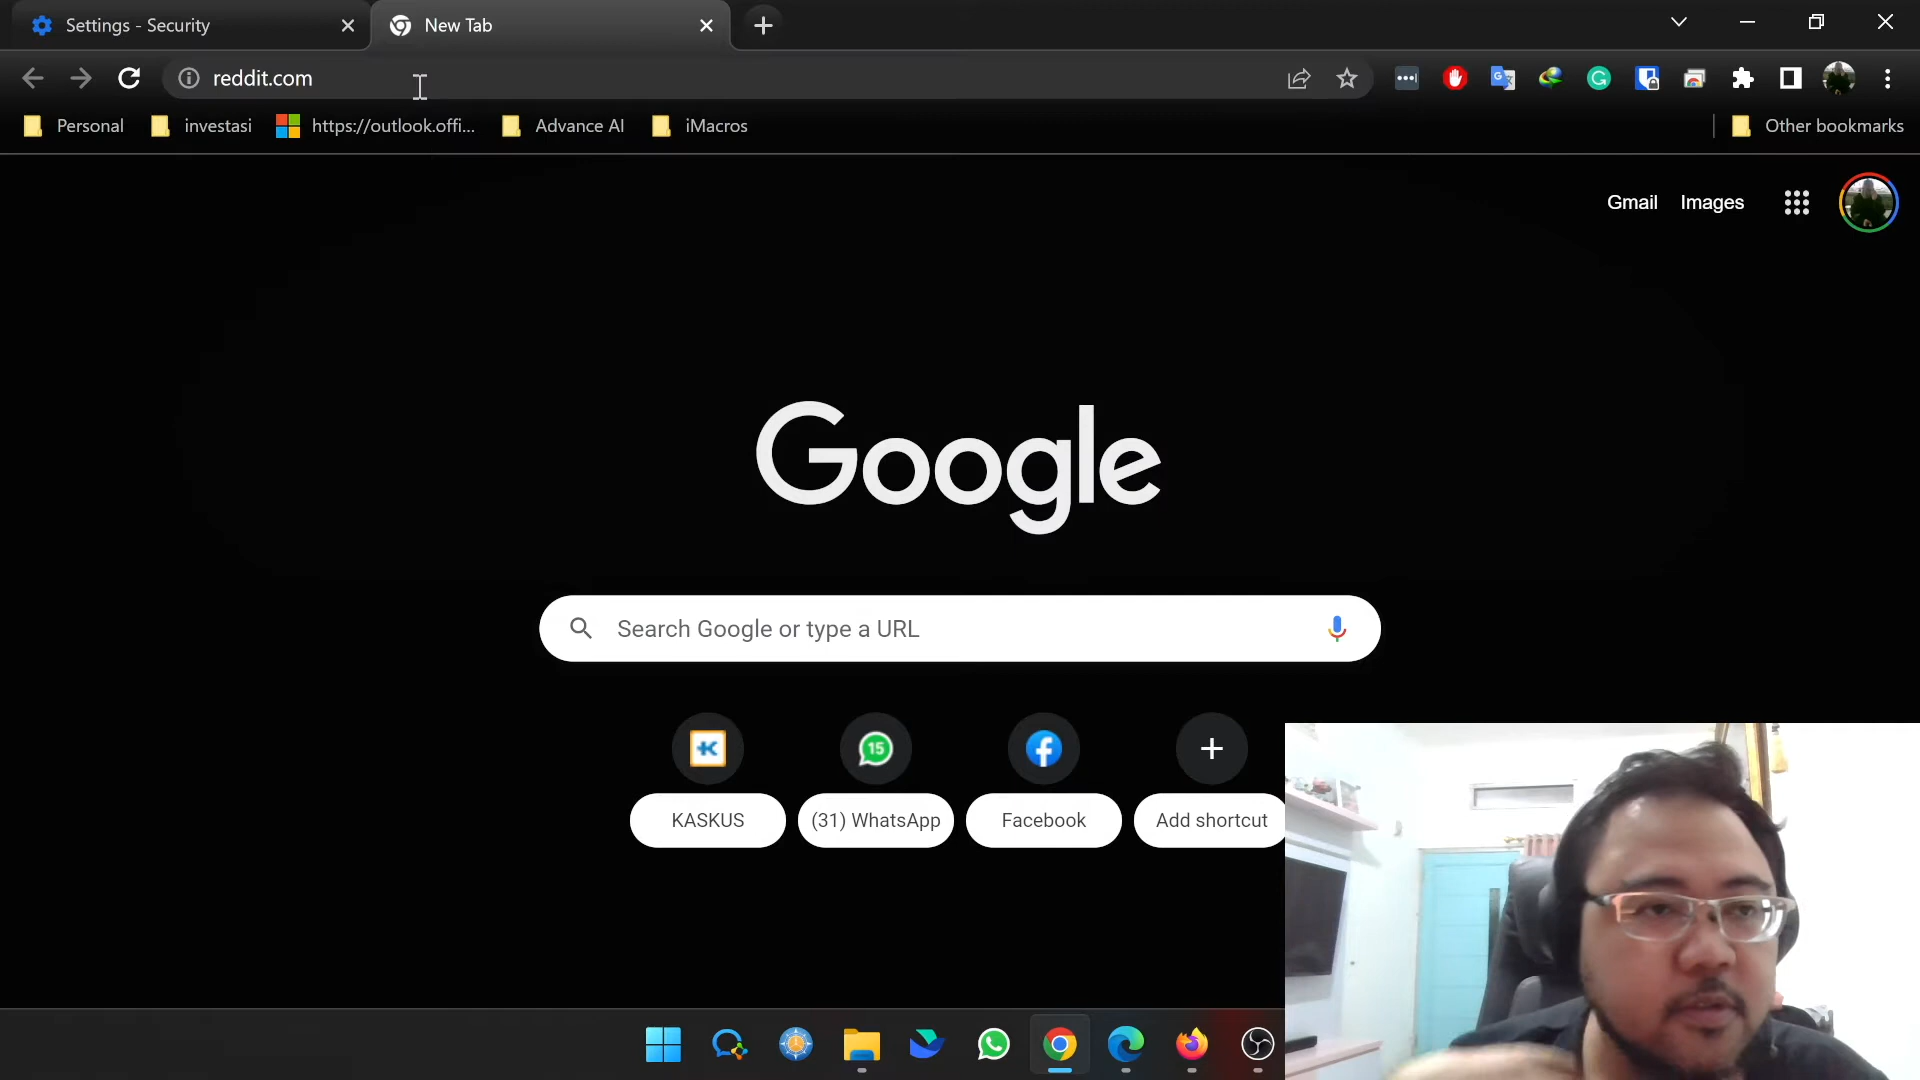 Settings - Security
New Tab
reddit.com
Personal
investasi
https://outlook.offi...
Advance AI
iMacros
Other bookmarks
Gmail
Images
Google
Search Google or type a URL
15
KASKUS
(31) WhatsApp
Facebook
Add shortcut